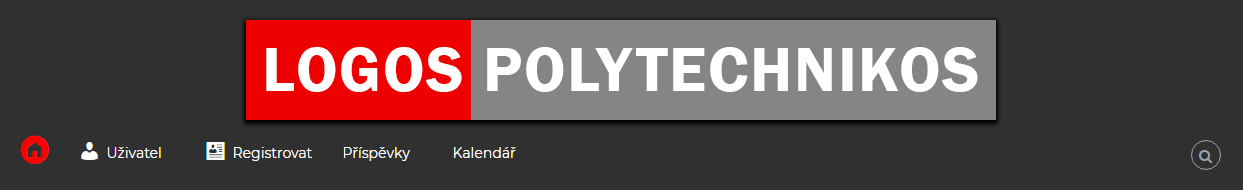 LOGOS POLYTECHNIKOS
Uživatel Registrovat Příspěvky Kalendář